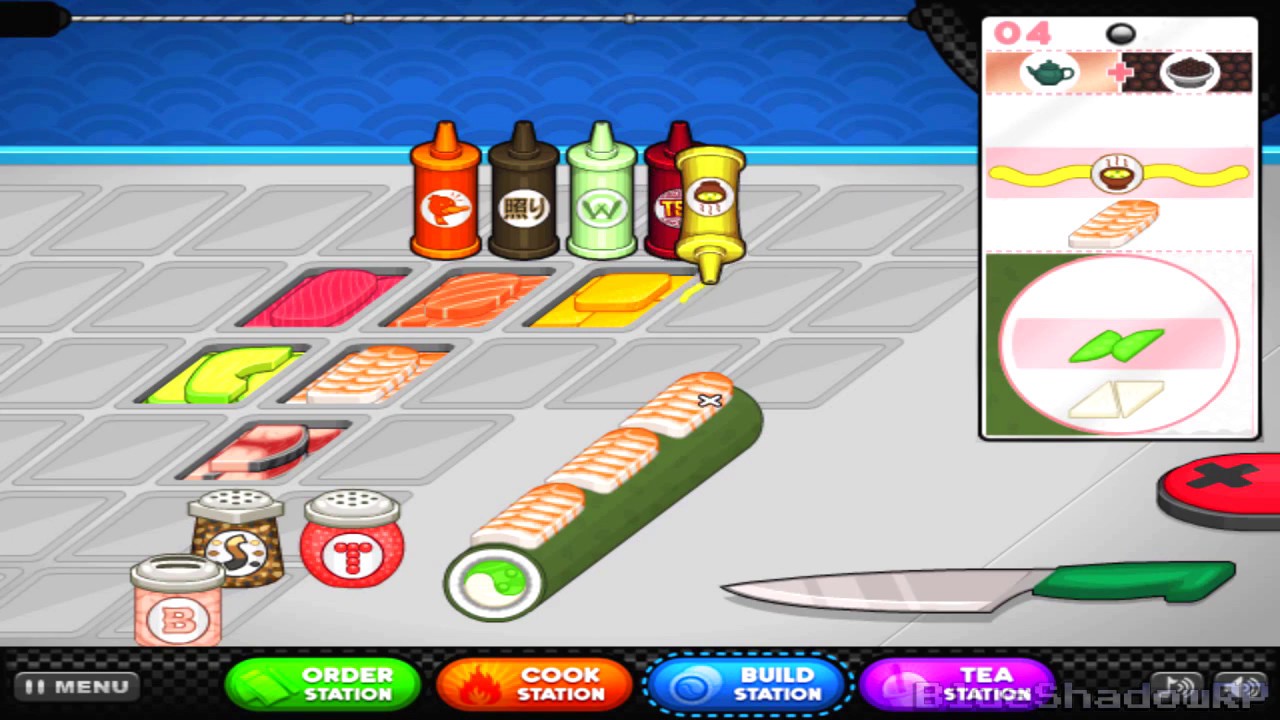 04
照り
W
TS
S
T
B
MENU
ORDER
STATION
COOK
STATION
BUILD
STATION
TEA
STATION
BlueShadowRP